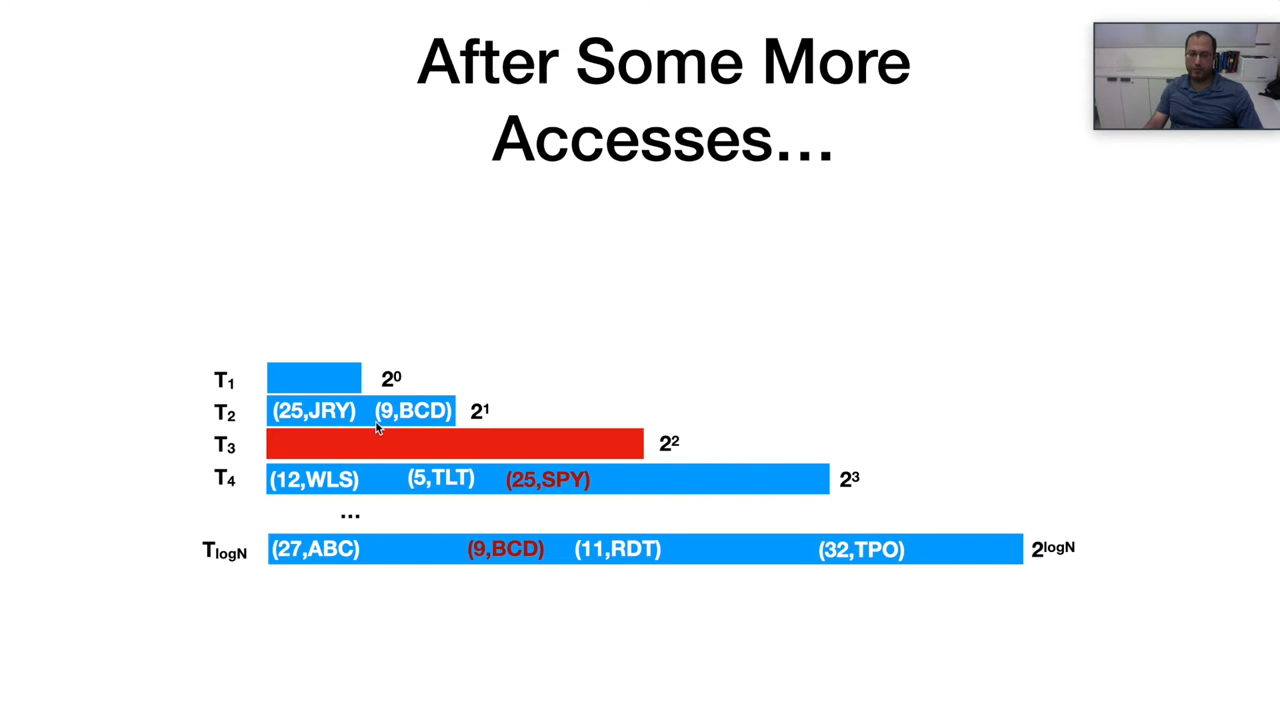 After Some More
Accesses...
T₁ 2⁰
T₂ (25,JRY) (9,BCD) 2¹
T₃ 2²
T₄ (12,WLS) (5,TLT) (25,SPY) 2³
...
TlogN (27,ABC) (9,BCD) (11,RDT) (32,TPO) 2logN